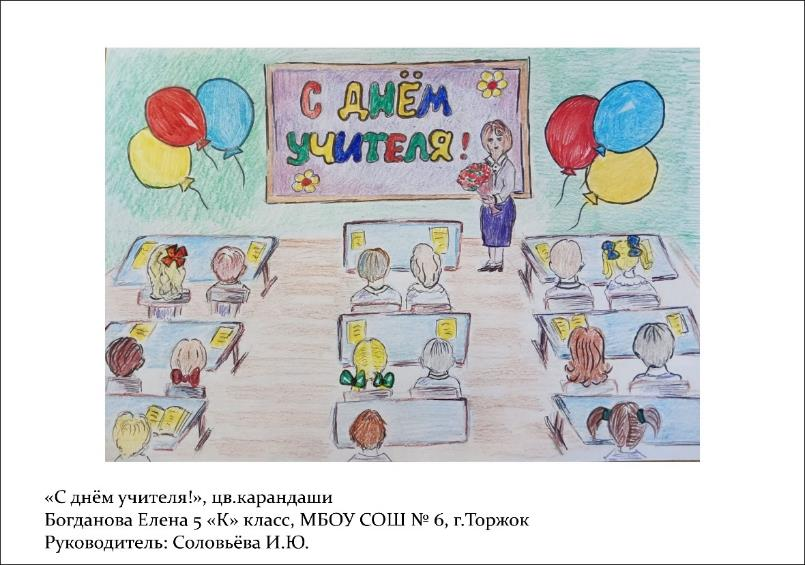 С ДНЁМ
УЧИТЕЛЯ!
«С днём учителя!», цв.карандаши
Богданова Елена 5 «К» класс, МБОУ СОШ № 6, г.Торжок
Руководитель: Соловьёва И.Ю.